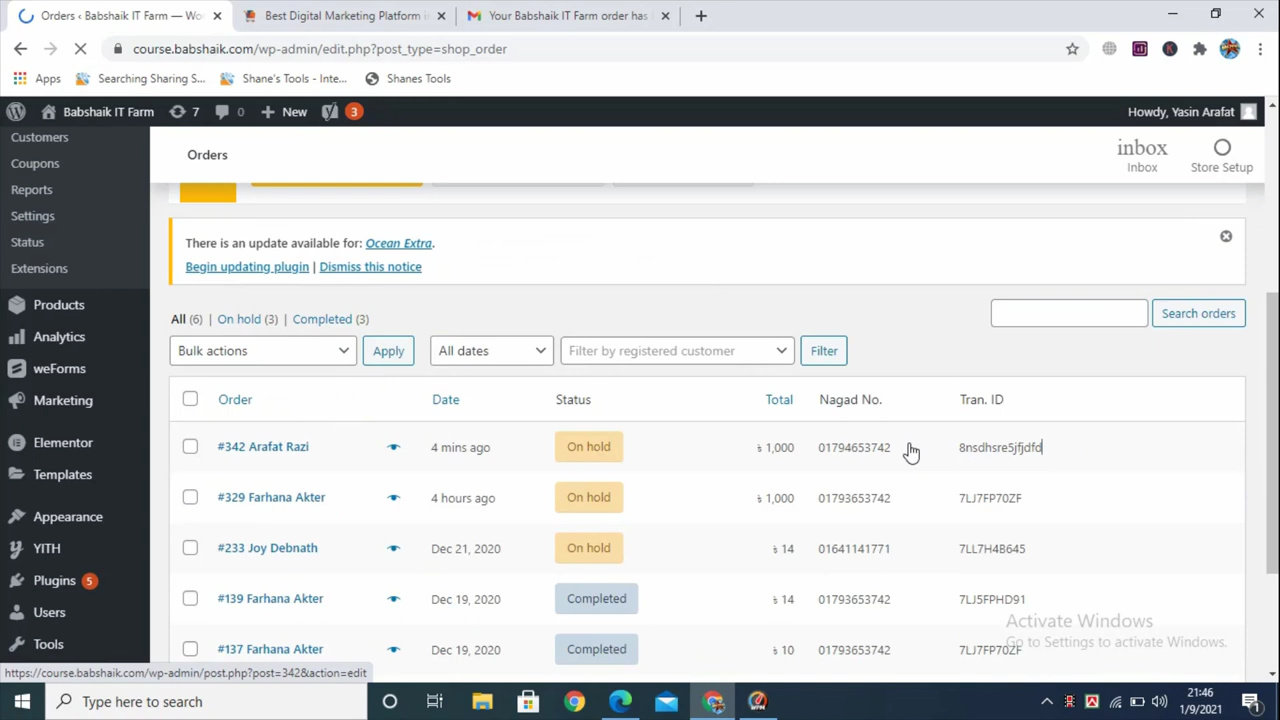 Orders ‹ Babshaik IT Farm — Wor
Best Digital Marketing Platform in
Your Babshaik IT Farm order has
course.babshaik.com/wp-admin/edit.php?post_type=shop_order
Apps
Searching Sharing S...
Shane's Tools - Inte...
Shanes Tools
Babshaik IT Farm
7
0
New
3
Howdy, Yasin Arafat
Customers
Coupons
Reports
Settings
Status
Extensions
Products
Analytics
weForms
Marketing
Elementor
Templates
Appearance
YITH
Plugins 5
Users
Tools
Orders
inbox
Inbox
Store Setup
There is an update available for: Ocean Extra.
Begin updating plugin | Dismiss this notice
All (6) | On hold (3) | Completed (3)
Search orders
Bulk actions
Apply
All dates
Filter by registered customer
Filter
Order Date Status Total Nagad No. Tran. ID
#342 Arafat Razi 4 mins ago On hold ৳ 1,000 01794653742 8nsdhsre5jfjdfd
#329 Farhana Akter 4 hours ago On hold ৳ 1,000 01793653742 7LJ7FP70ZF
#233 Joy Debnath Dec 21, 2020 On hold ৳ 14 01641141771 7LL7H4B645
#139 Farhana Akter Dec 19, 2020 Completed ৳ 14 01793653742 7LJ5FPHD91
#137 Farhana Akter Dec 19, 2020 Completed ৳ 10 01793653742 7LJ7FP70ZF
Activate Windows
Go to Settings to activate Windows.
https://course.babshaik.com/wp-admin/post.php?post=342&action=edit
Type here to search
21:46
1/9/2021
1